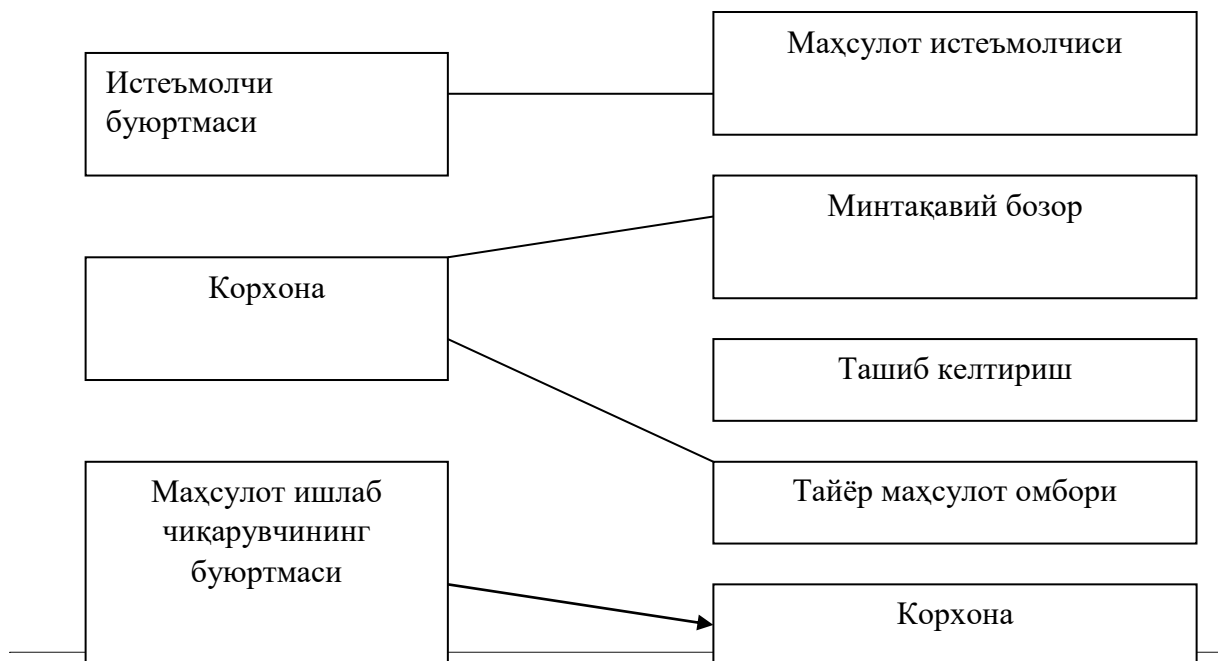 Маҳсулот истеъмолчиси
Истеъмолчи
буюртмаси
Минтақавий бозор
Корхона
Ташиб келтириш
Маҳсулот ишлаб
чиқарувчининг
буюртмаси
Тайёр маҳсулот омбори
Корхона